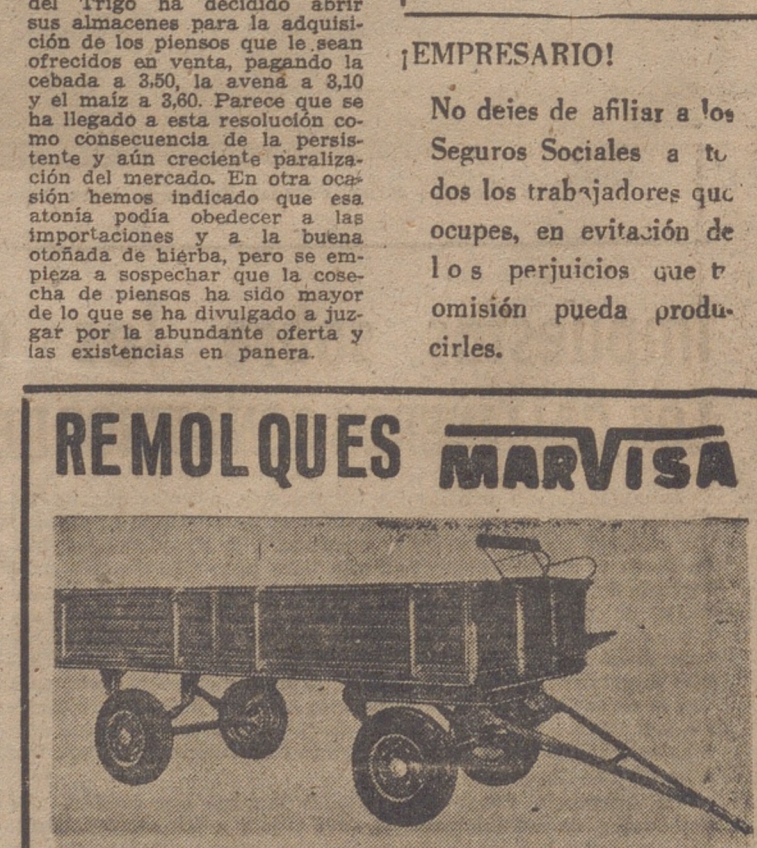 del Trigo ha decidido abrir
sus almacenes para la adquisi-
ción de los piensos que le sean
ofrecidos en venta, pagando la
cebada a 3,50, la avena a 3,10
y el maíz a 3,60. Parece que se
ha llegado a esta resolución co-
mo consecuencia de la persis-
tente y aún creciente paraliza-
ción del mercado. En otra oca-
sión hemos indicado que esa
atonía podía obedecer a las
importaciones y a la buena
otoñada de hierba, pero se em-
pieza a sospechar que la cose-
cha de piensos ha sido mayor
de lo que se ha divulgado a juz-
gar por la abundante oferta y
las existencias en panera.
¡EMPRESARIO!
No dejes de afiliar a los
Seguros Sociales a to
dos los trabajadores que
ocupes, en evitación de
los perjuicios que
omisión pueda produ-
cirles.
REMOLQUES MARVISA